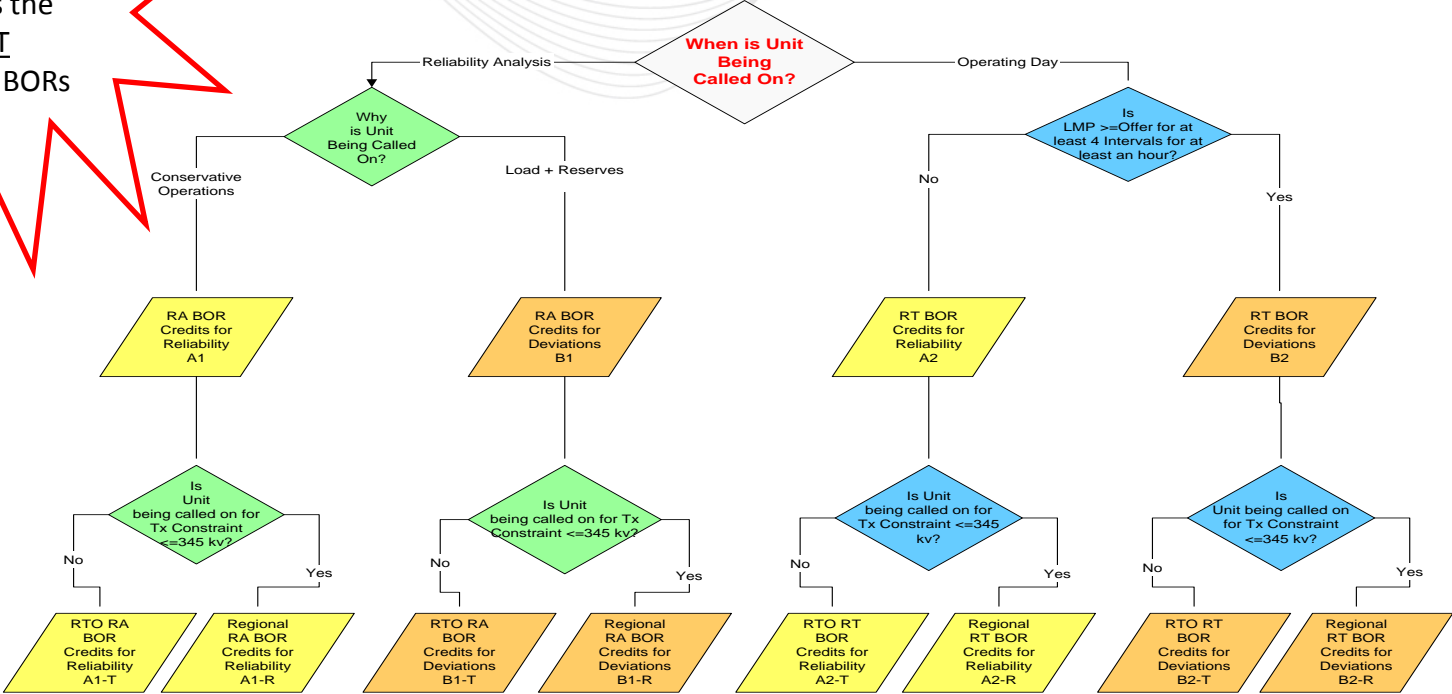 s the
T
BORs
When is Unit
Being
Called On?
Reliability Analysis
Operating Day
Why
is Unit
Being Called
On?
Is
LMP >=Offer for at
least 4 Intervals for at
least an hour?
Conservative
Operations
Load + Reserves
No
Yes
RA BOR
Credits for
Reliability
A1
RA BOR
Credits for
Deviations
B1
RT BOR
Credits for
Reliability
A2
RT BOR
Credits for
Deviations
B2
Is
Unit
being called on for
Tx Constraint
<=345 kv?
Is Unit
being called on for Tx
Constraint <=345 kv?
Is Unit
being called on for
Tx Constraint <=345
kv?
Is
Unit being called on
for Tx Constraint
<=345 kv?
No
Yes
No
Yes
No
Yes
No
Yes
RTO RA
BOR
Credits for
Reliability
A1-T
Regional
RA BOR
Credits for
Reliability
A1-R
RTO RA
BOR
Credits for
Deviations
B1-T
Regional
RA BOR
Credits for
Deviations
B1-R
RTO RT
BOR
Credits for
Reliability
A2-T
Regional
RT BOR
Credits for
Reliability
A2-R
RTO RT
BOR
Credits for
Deviations
B2-T
Regional
RT BOR
Credits for
Deviations
B2-R